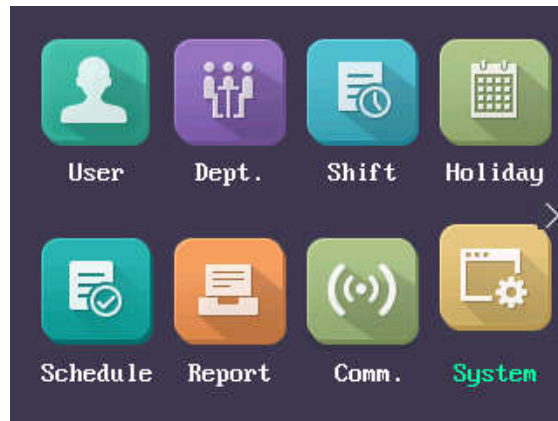 User Dept. Shift Holiday
Schedule Report Comm. System